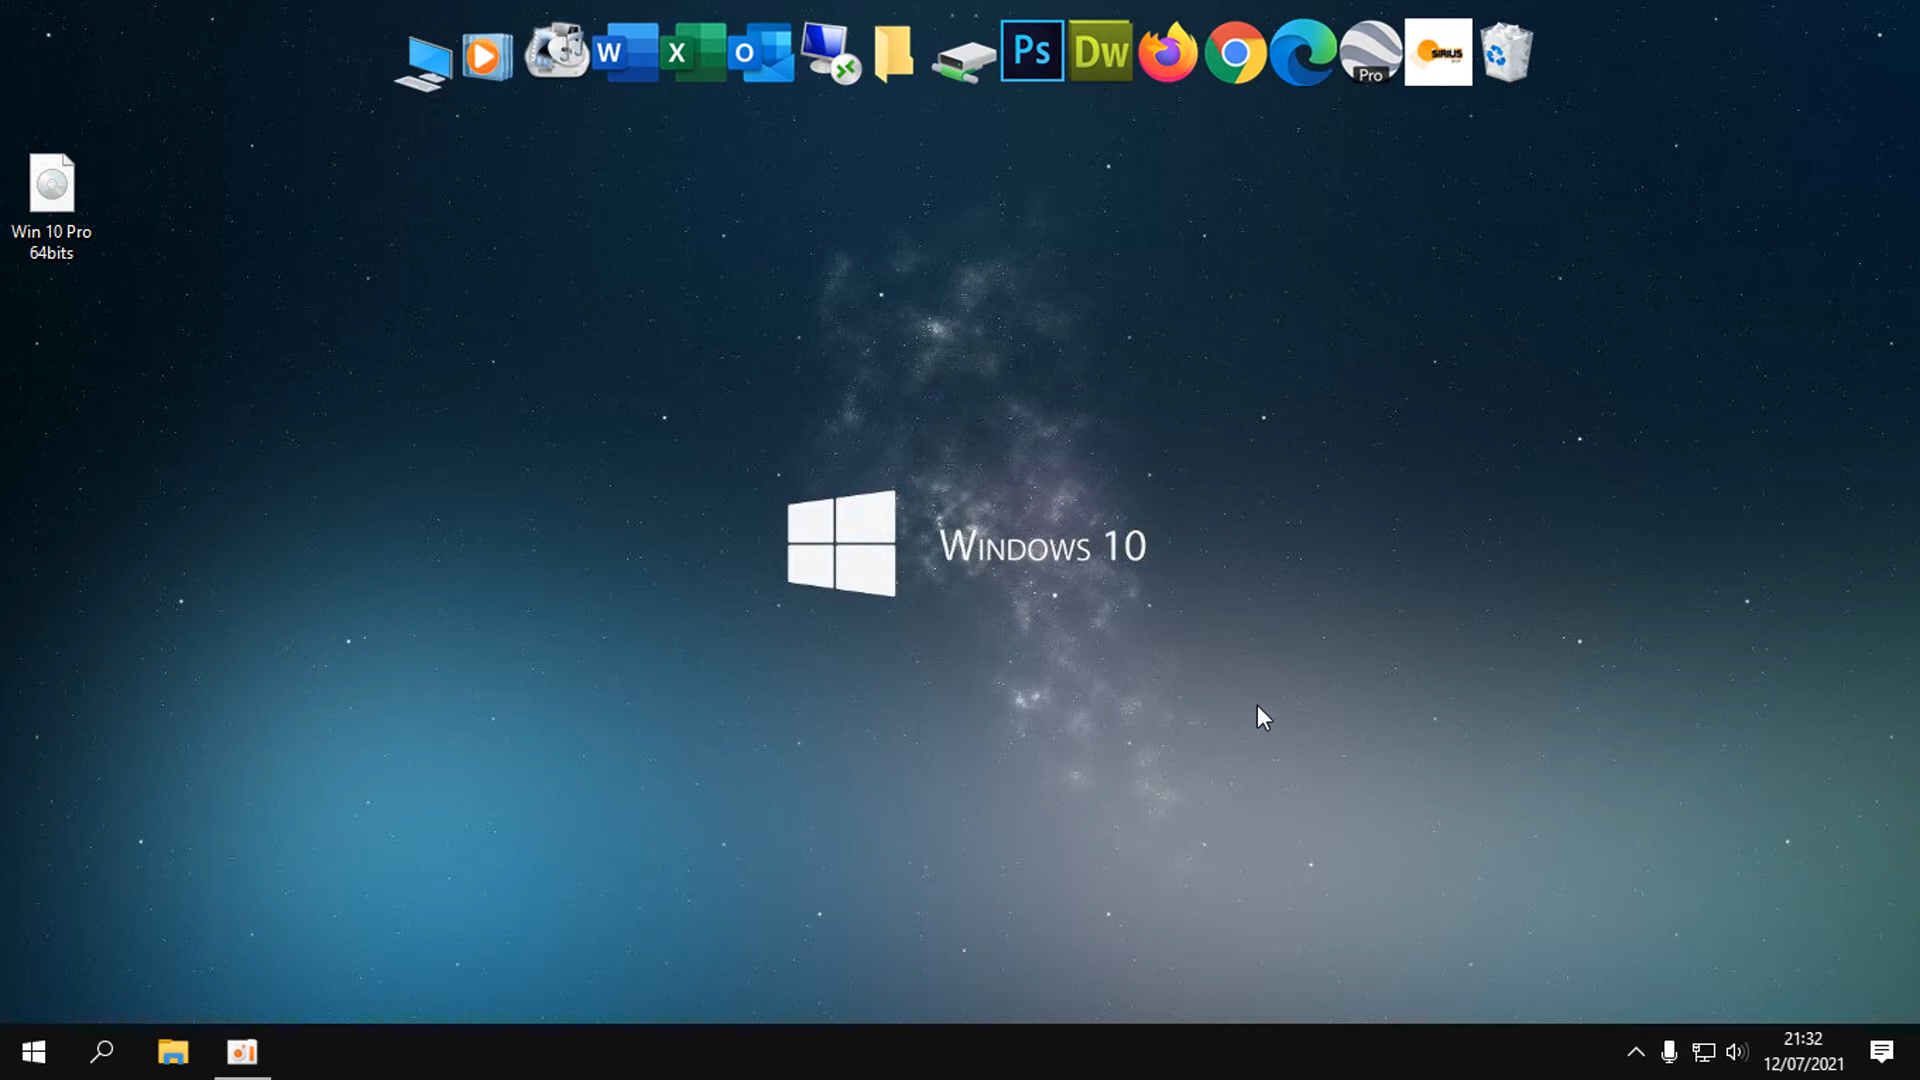 W
X
O
Ps
Dw
Pro
SIRIUS
Win 10 Pro
64bits
WINDOWS 10
21:32
12/07/2021